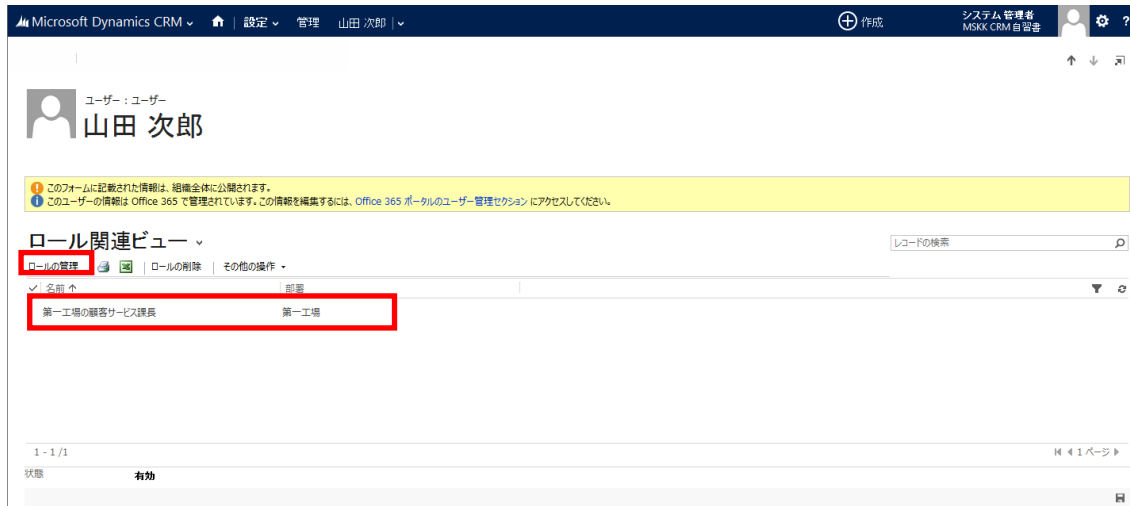 Microsoft Dynamics CRM 設定 管理 山田 次郎 作成 システム 管理者
MSKK CRM 自習書 ?
ユーザー : ユーザー
山田 次郎
このフォームに記載された情報は、組織全体に公開されます。
このユーザーの情報は Office 365 で管理されています。この情報を編集するには、Office 365 ポータルのユーザー管理セクション にアクセスしてください。
ロール関連ビュー レコードの検索
ロールの管理 ロールの削除 その他の操作
名前 部署
第一工場の顧客サービス課長 第一工場
1 - 1 /1 1 ページ
状態 有効